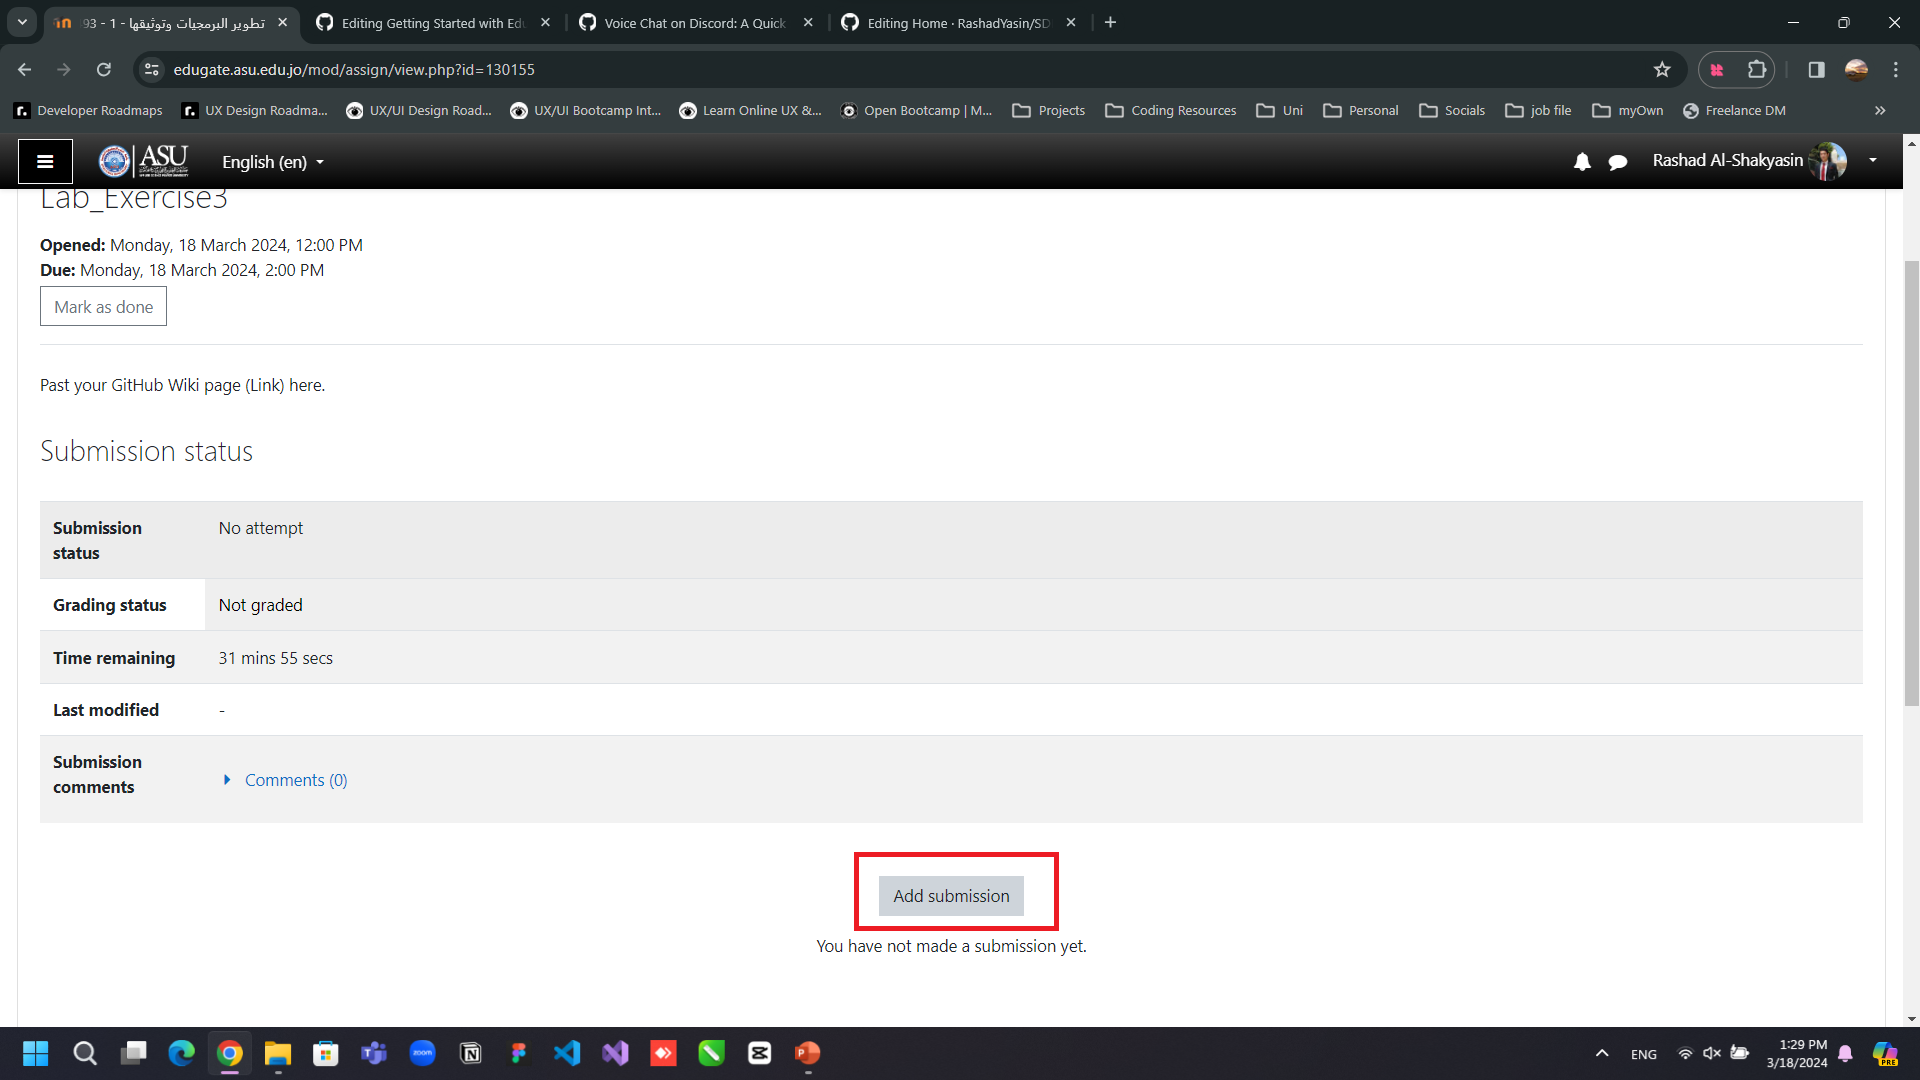 93 - 1 - تطوير البرمجيات وتوثيقها
Editing Getting Started with Edu
Voice Chat on Discord: A Quick
Editing Home · RashadYasin/SD
edugate.asu.edu.jo/mod/assign/view.php?id=130155
Developer Roadmaps
UX Design Roadma...
UX/UI Design Road...
UX/UI Bootcamp Int...
Learn Online UX &...
Open Bootcamp | M...
Projects
Coding Resources
Uni
Personal
Socials
job file
myOwn
Freelance DM
ASU
English (en)
Rashad Al-Shakyasin
Lab_Exercise3
Opened: Monday, 18 March 2024, 12:00 PM
Due: Monday, 18 March 2024, 2:00 PM
Mark as done
Past your GitHub Wiki page (Link) here.
Submission status
Submission status
No attempt
Grading status
Not graded
Time remaining
31 mins 55 secs
Last modified
-
Submission comments
Comments (0)
Add submission
You have not made a submission yet.
zoom
ENG
1:29 PM
3/18/2024
PRE